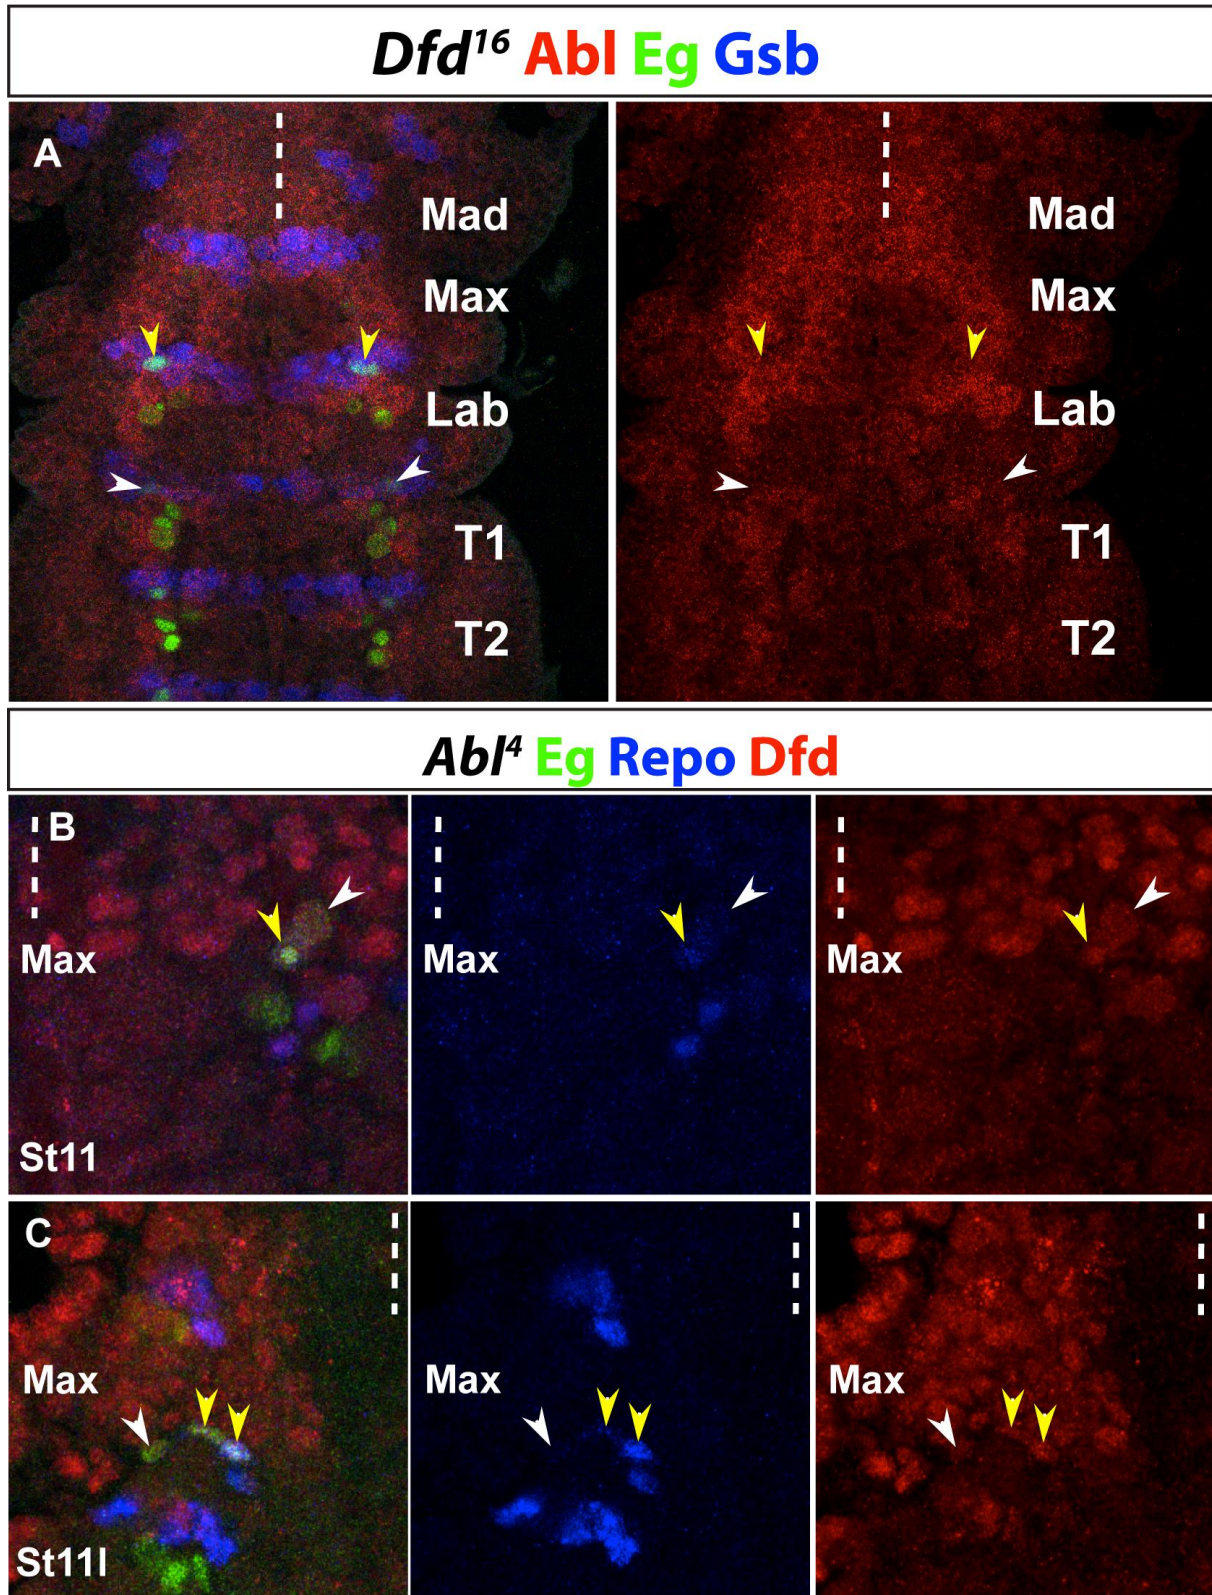 Dfd16 Abl Eg Gsb
A
Mad
Max
Lab
T1
T2
Mad
Max
Lab
T1
T2
Abl4 Eg Repo Dfd
B
Max
St11
Max
Max
C
Max
St11l
Max
Max